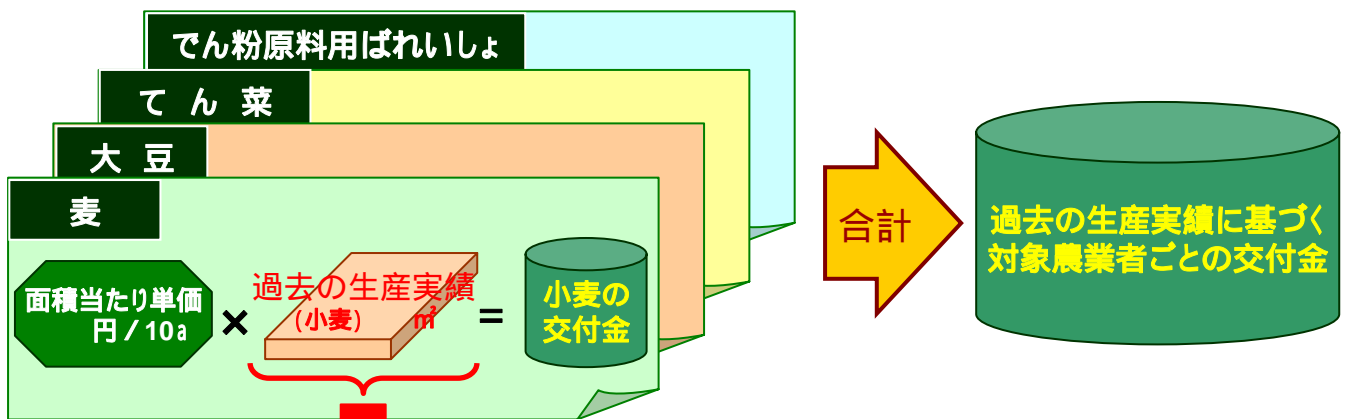 でん粉原料用ばれいしょ
てん菜
大豆
麦
面積当たり単価
円/10a
×
過去の生産実績
(小麦) ㎡
=
小麦の
交付金
合計
過去の生産実績に基づく
対象農業者ごとの交付金